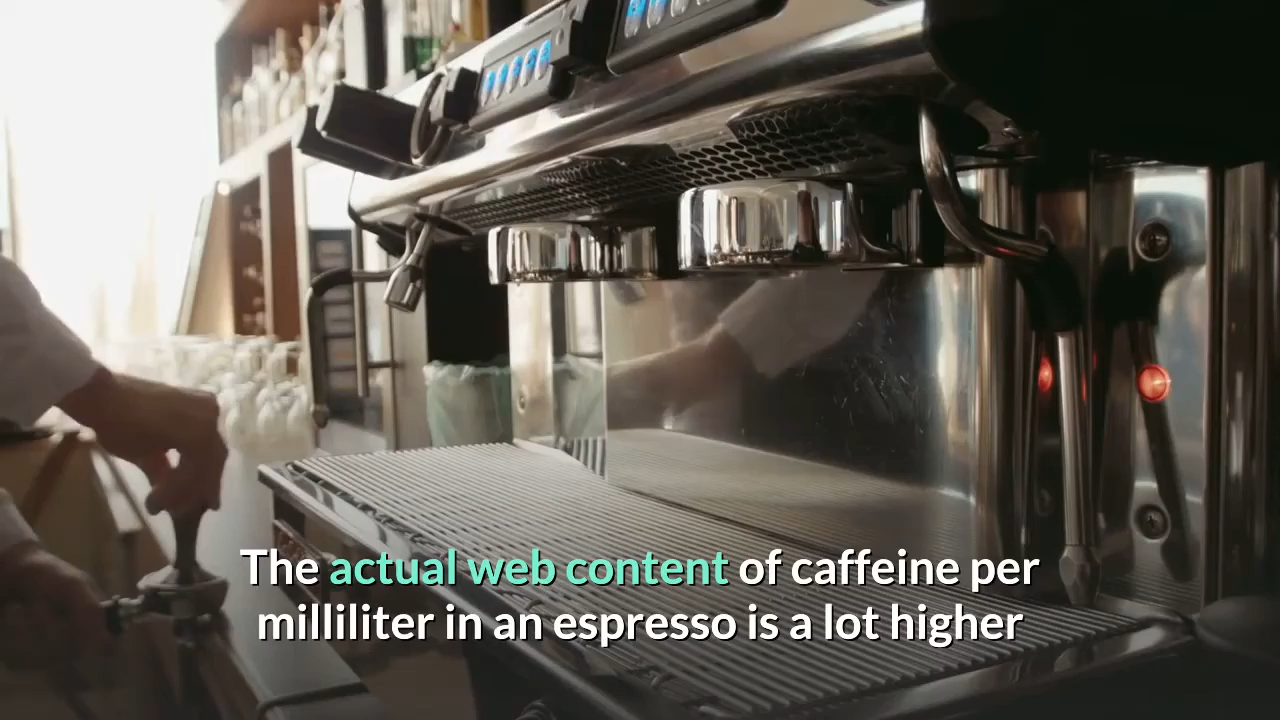 The actual web content of caffeine per
milliliter in an espresso is a lot higher